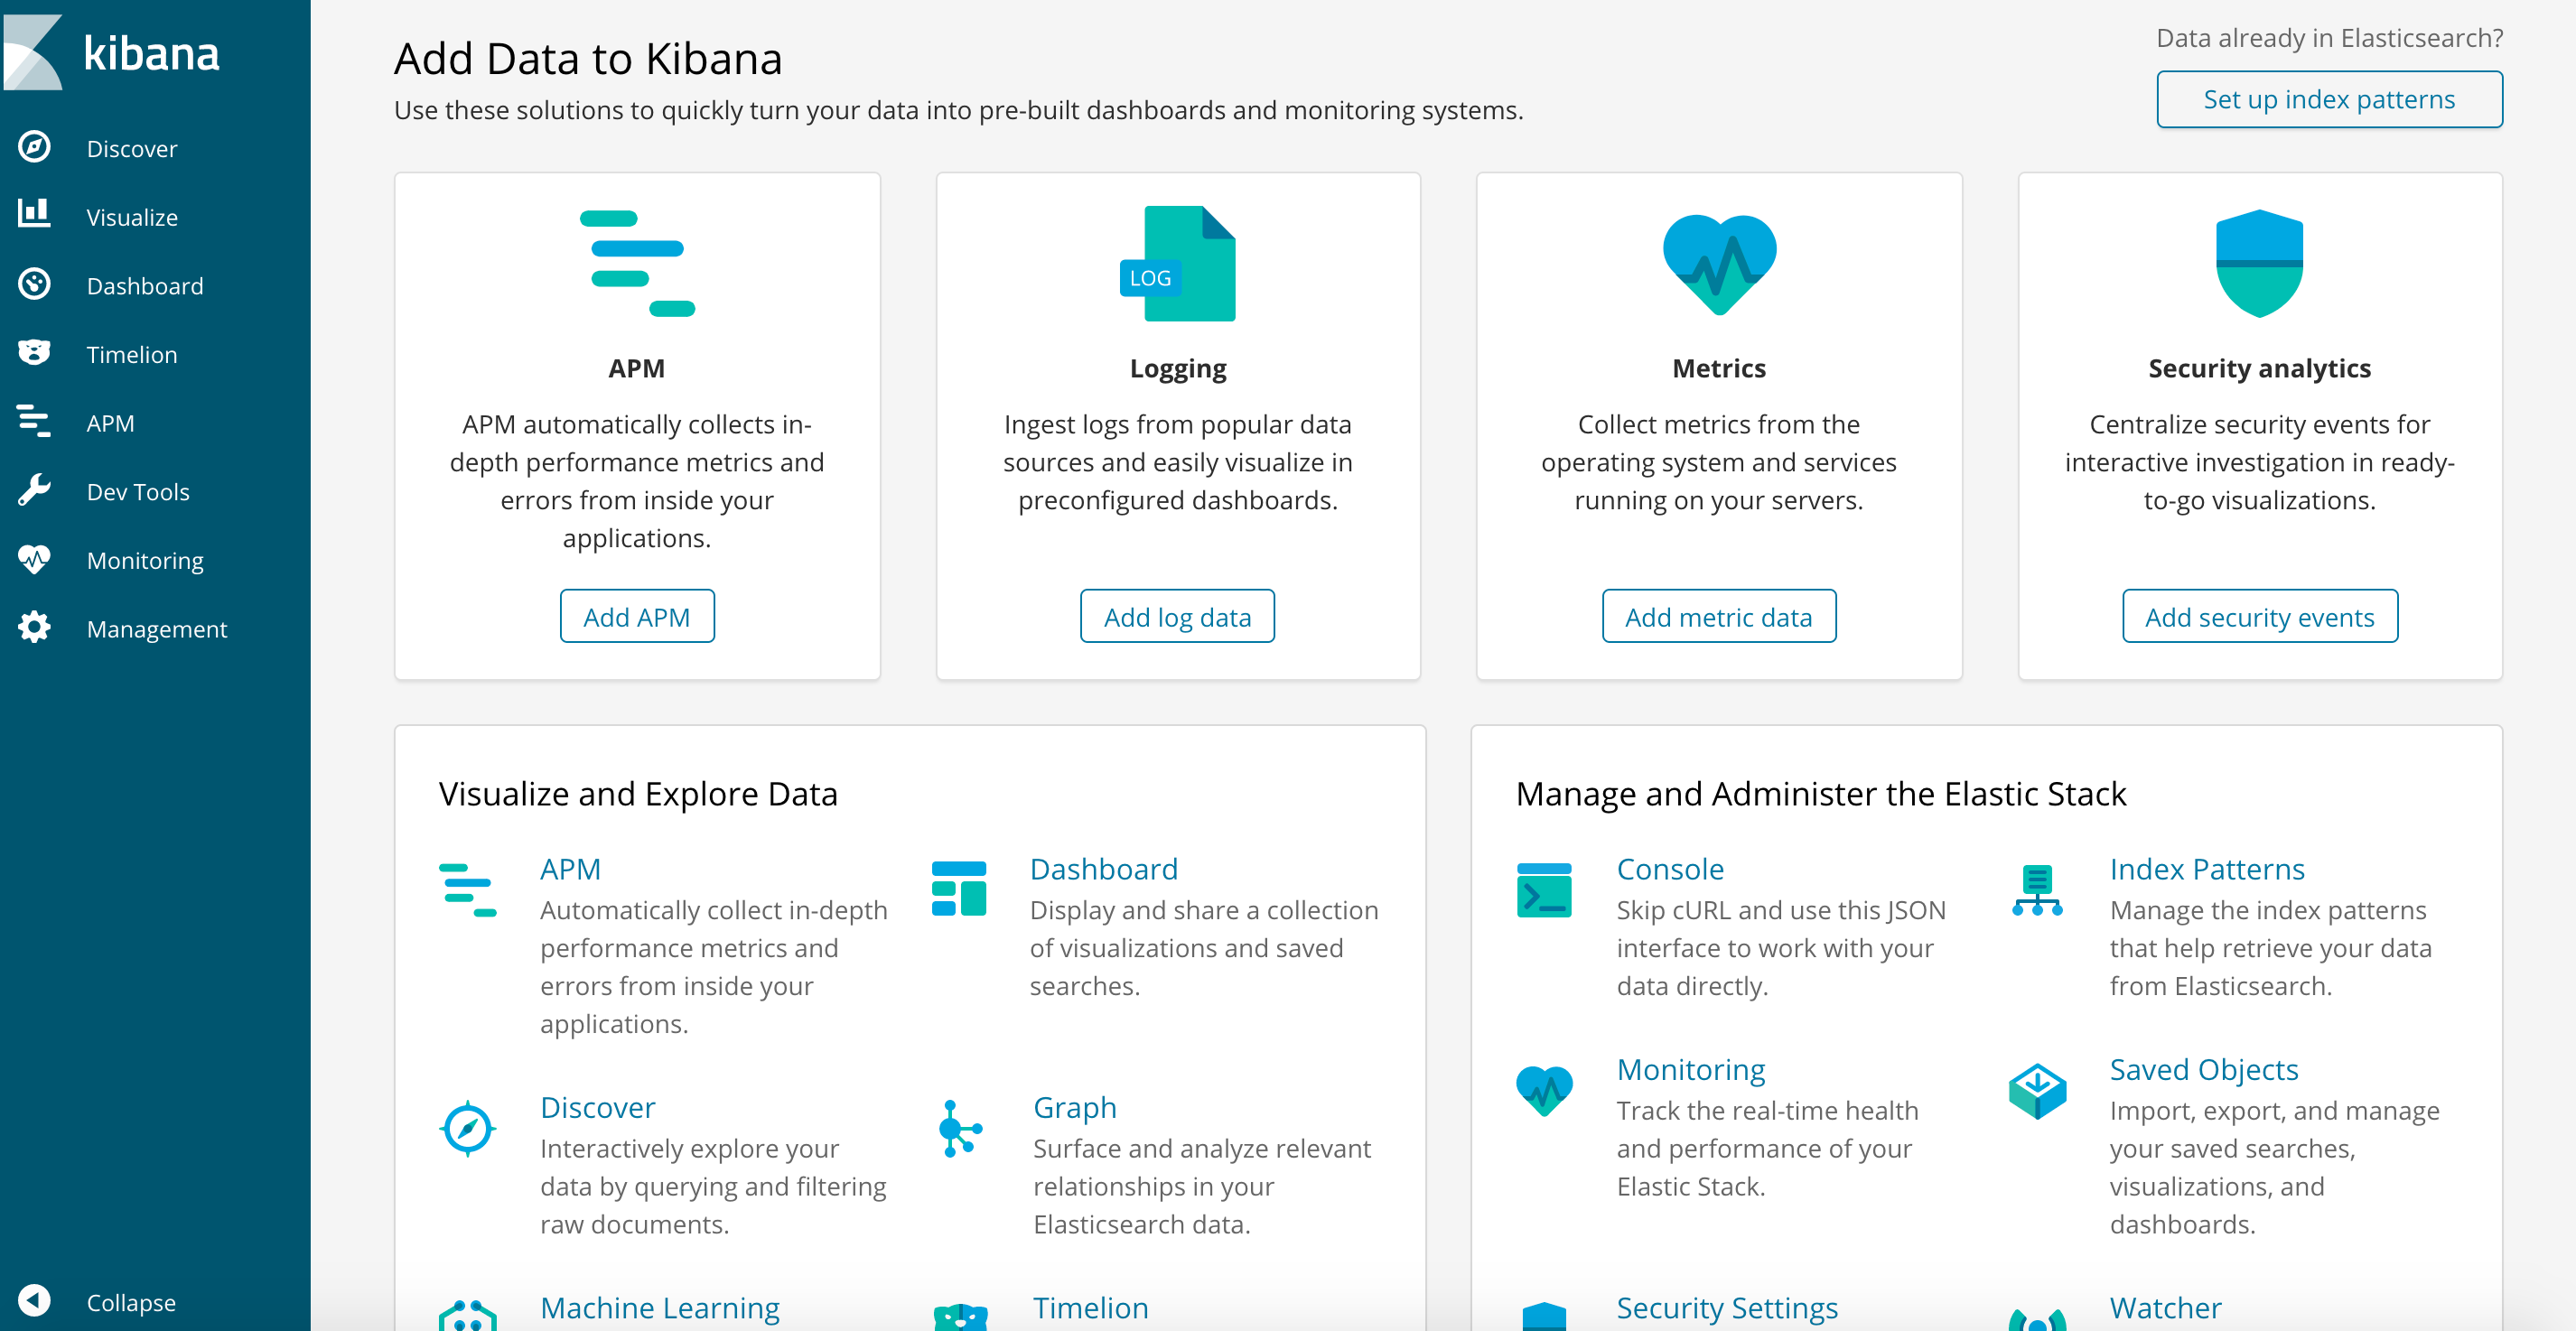 kibana
Discover
Visualize
Dashboard
Timelion
APM
Dev Tools
Monitoring
Management
Collapse
Add Data to Kibana
Use these solutions to quickly turn your data into pre-built dashboards and monitoring systems.
Data already in Elasticsearch?
Set up index patterns
APM
APM automatically collects in-
depth performance metrics and
errors from inside your
applications.
Add APM
LOG
Logging
Ingest logs from popular data
sources and easily visualize in
preconfigured dashboards.
Add log data
Metrics
Collect metrics from the
operating system and services
running on your servers.
Add metric data
Security analytics
Centralize security events for
interactive investigation in ready-
to-go visualizations.
Add security events
Visualize and Explore Data
APM
Automatically collect in-depth
performance metrics and
errors from inside your
applications.
Dashboard
Display and share a collection
of visualizations and saved
searches.
Discover
Interactively explore your
data by querying and filtering
raw documents.
Graph
Surface and analyze relevant
relationships in your
Elasticsearch data.
Machine Learning
Timelion
Manage and Administer the Elastic Stack
Console
Skip cURL and use this JSON
interface to work with your
data directly.
Index Patterns
Manage the index patterns
that help retrieve your data
from Elasticsearch.
Monitoring
Track the real-time health
and performance of your
Elastic Stack.
Saved Objects
Import, export, and manage
your saved searches,
visualizations, and
dashboards.
Security Settings
Watcher